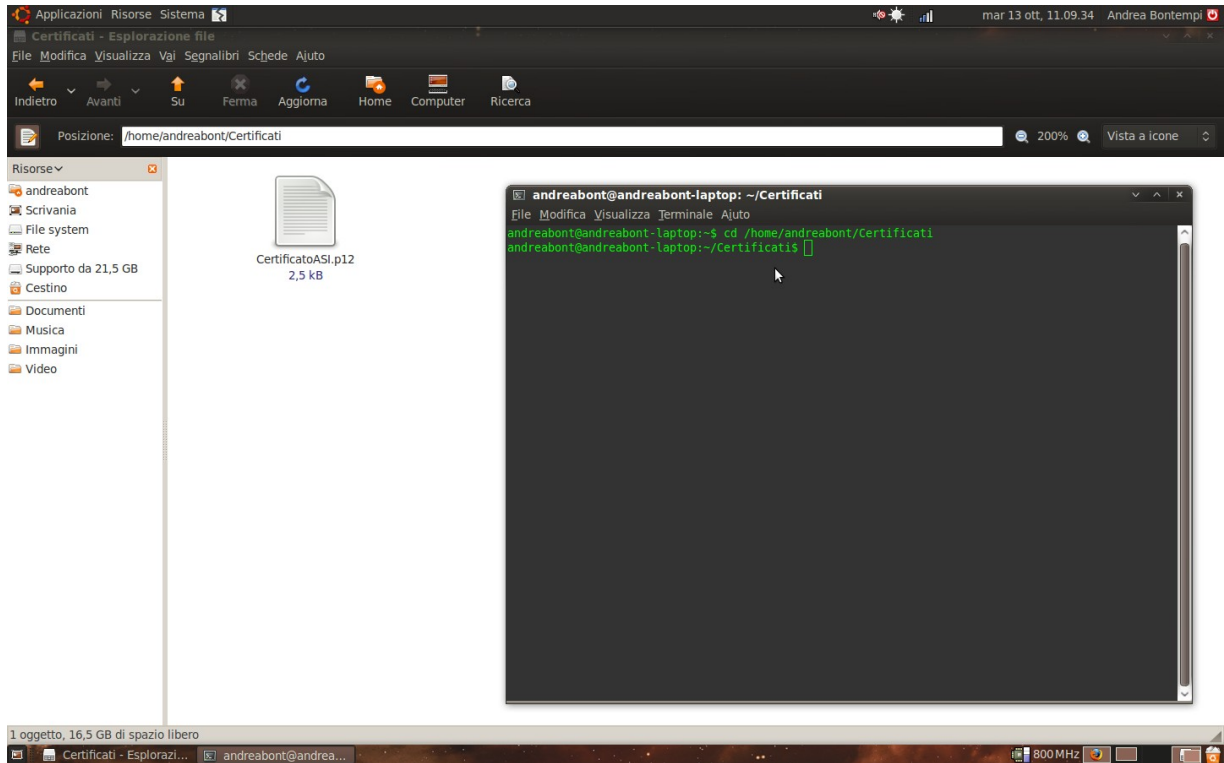 Applicazioni Risorse Sistema mar 13 ott, 11.09.34 Andrea Bontempi
Certificati - Esplorazione file
File Modifica Visualizza Vai Segnalibri Schede Aiuto
Indietro Avanti Su Ferma Aggiorna Home Computer Ricerca
Posizione: /home/andreabont/Certificati 200% Vista a icone
Risorse
andreabont
Scrivania
File system
Rete
Supporto da 21,5 GB
Cestino
Documenti
Musica
Immagini
Video
CertificatoASI.p12
2,5 kB
andreabont@andreabont-laptop: ~/Certificati
File Modifica Visualizza Terminale Aiuto
andreabont@andreabont-laptop:~$ cd /home/andreabont/Certificati
andreabont@andreabont-laptop:~/Certificati$
1 oggetto, 16,5 GB di spazio libero
Certificati - Esplorazi... andreabont@andrea... 800 MHz